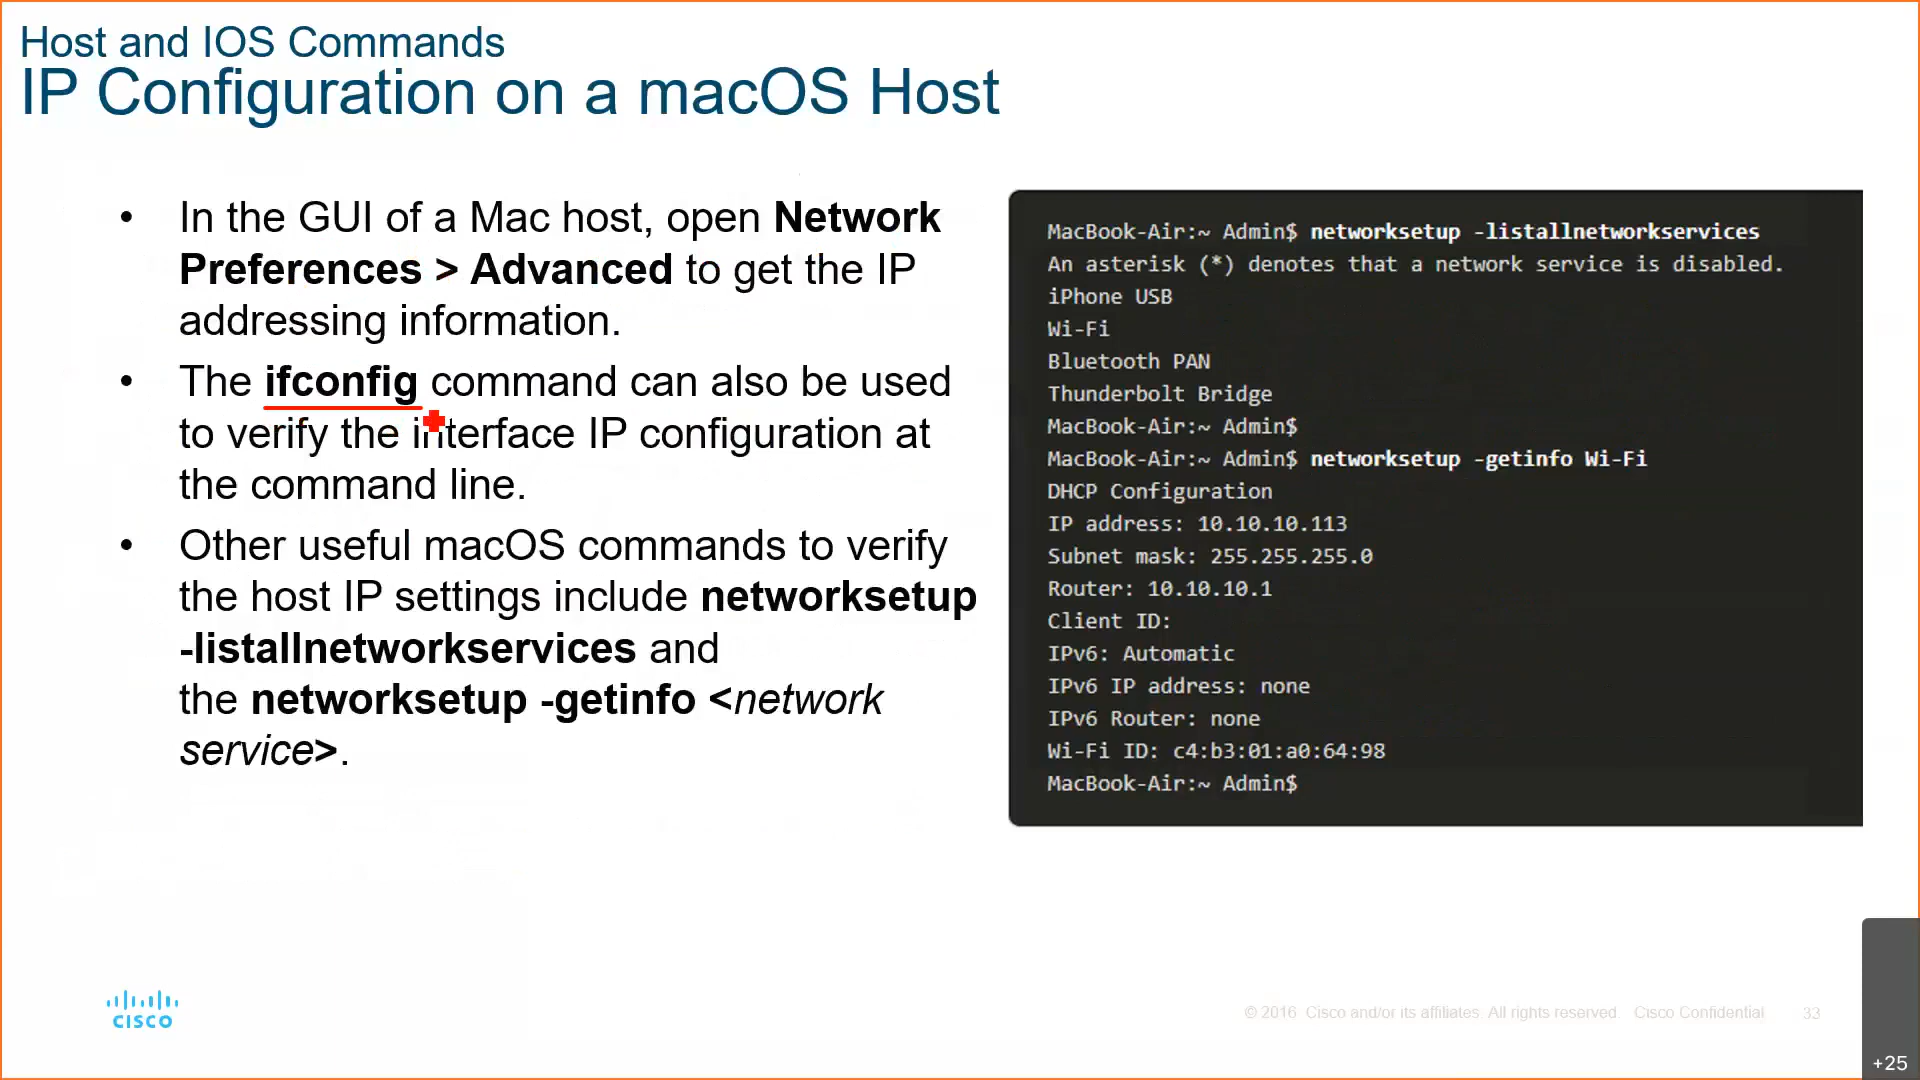 Host and IOS Commands
IP Configuration on a macOS Host
• In the GUI of a Mac host, open Network
Preferences > Advanced to get the IP
addressing information.
• The ifconfig command can also be used
to verify the interface IP configuration at
the command line.
• Other useful macOS commands to verify
the host IP settings include networksetup
-listallnetworkservices and
the networksetup -getinfo <network
service>.
MacBook-Air:~ Admin$ networksetup -listallnetworkservices
An asterisk (*) denotes that a network service is disabled.
iPhone USB
Wi-Fi
Bluetooth PAN
Thunderbolt Bridge
MacBook-Air:~ Admin$
MacBook-Air:~ Admin$ networksetup -getinfo Wi-Fi
DHCP Configuration
IP address: 10.10.10.113
Subnet mask: 255.255.255.0
Router: 10.10.10.1
Client ID:
IPv6: Automatic
IPv6 IP address: none
IPv6 Router: none
Wi-Fi ID: c4:b3:01:a0:64:98
MacBook-Air:~ Admin$
CISCO
© 2016 Cisco and/or its affiliates. All rights reserved. Cisco Confidential 33
+25